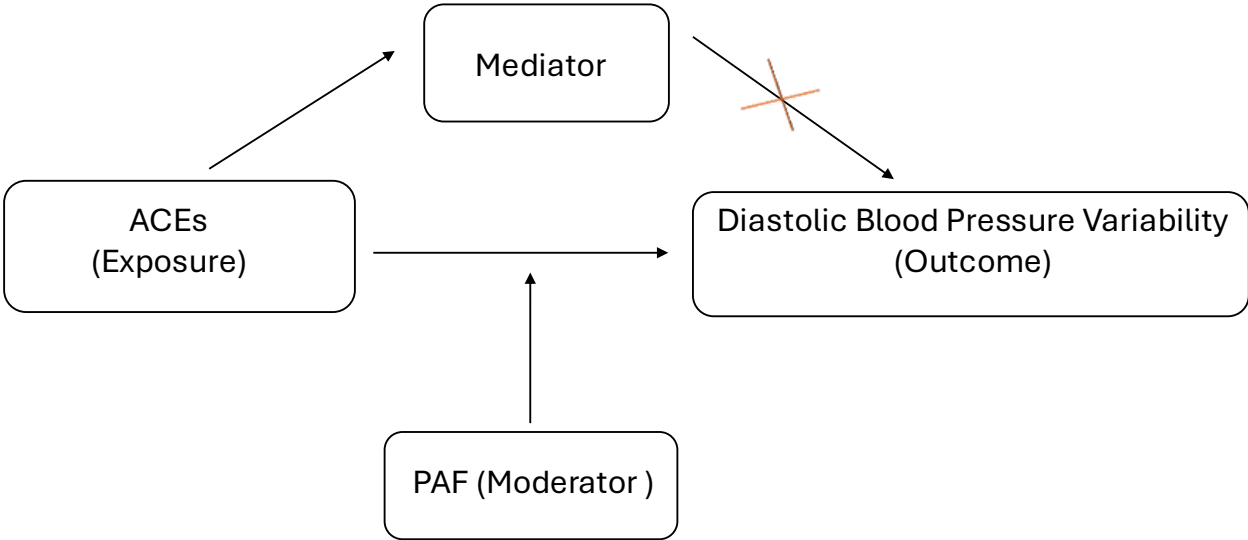 Mediator
ACEs
(Exposure)
Diastolic Blood Pressure Variability
(Outcome)
PAF (Moderator )